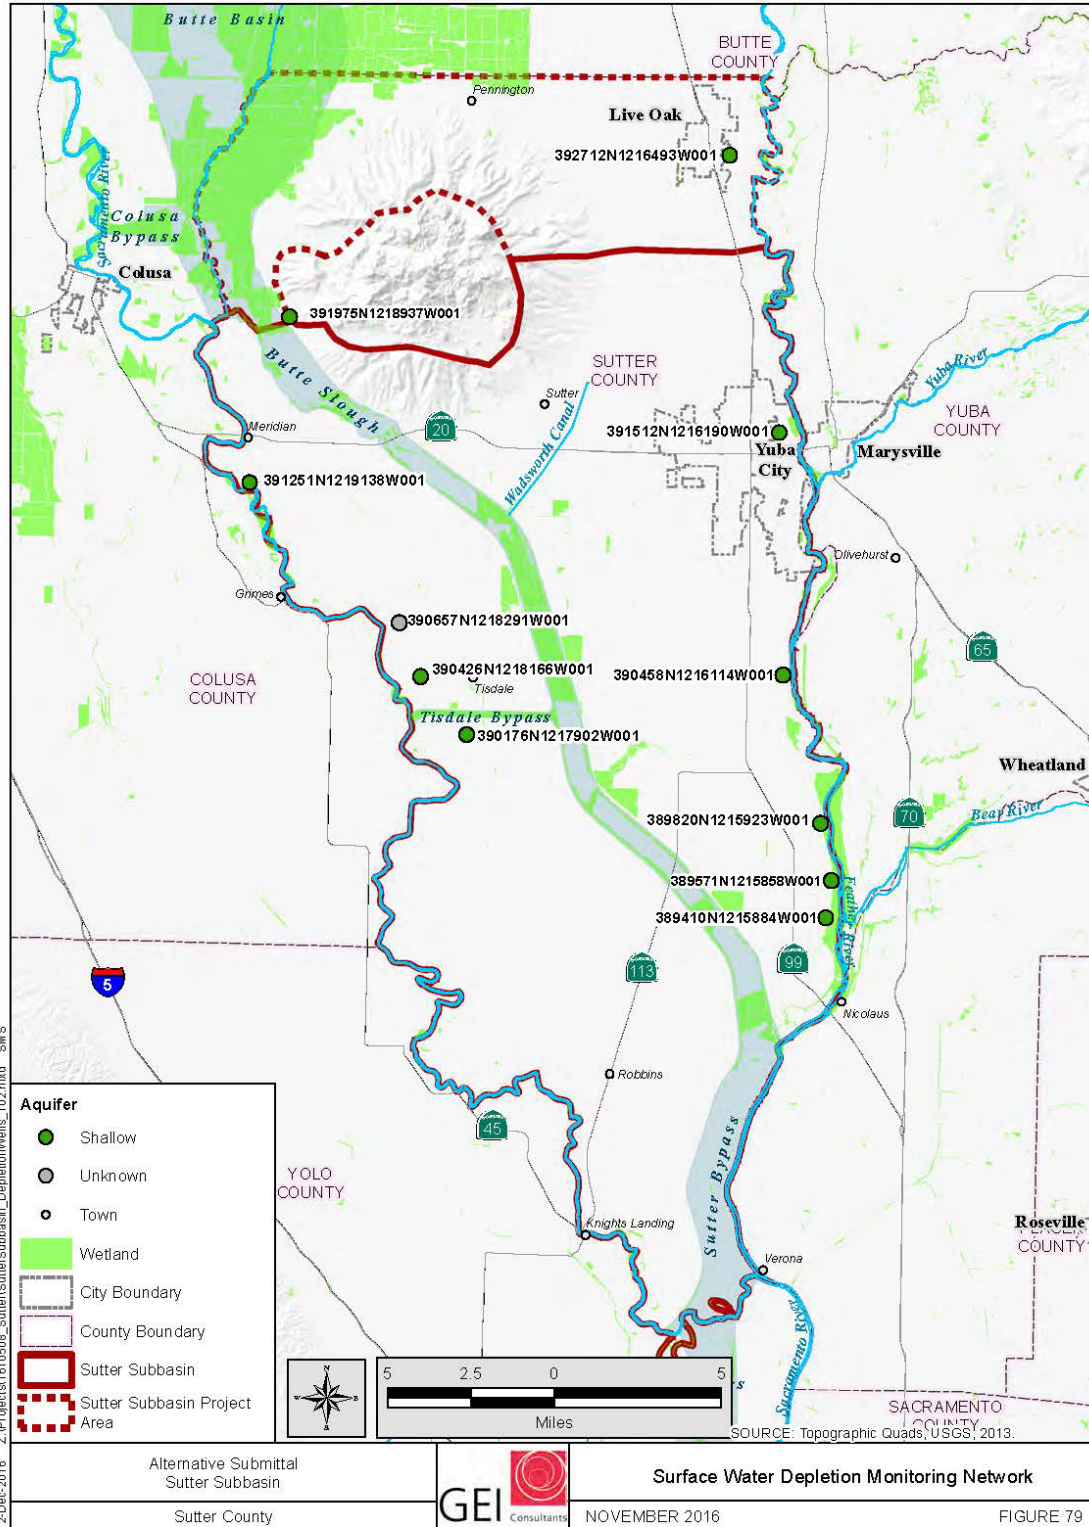 Butte Basin
BUTTE
COUNTY
Pennington
Live Oak
392712N1216493W001
Sacramento River
Colusa
Bypass
Colusa
391975N1218937W001
Butte Slough
SUTTER
COUNTY
Yuba River
Sutter
Wadsworth Canal
YUBA
COUNTY
Meridian
20
391512N1216190W001
Yuba
City
Marysville
391251N1219138W001
Olivehurst
Grimes
390657N1218291W001
65
390426N1218166W001
Tisdale
390458N1216114W001
COLUSA
COUNTY
Tisdale Bypass
390176N1217902W001
Wheatland
389820N1215923W001
70
Bear River
389571N1215858W001
Feather River
389410N1215884W001
99
113
5
Nicolaus
Robbins
45
Sutter Bypass
YOLO
COUNTY
Knights Landing
Roseville
COUNTY
Verona
Sacramento River
SACRAMENTO
COUNTY
Aquifer
Shallow
Unknown
Town
Wetland
City Boundary
County Boundary
Sutter Subbasin
Sutter Subbasin Project
Area
N
W E
S
5 2.5 0 5
Miles
SOURCE: Topographic Quads, USGS, 2013.
2-Dec-2016
Alternative Submittal
Sutter Subbasin
Sutter County
GEI Consultants
Surface Water Depletion Monitoring Network
NOVEMBER 2016
FIGURE 79